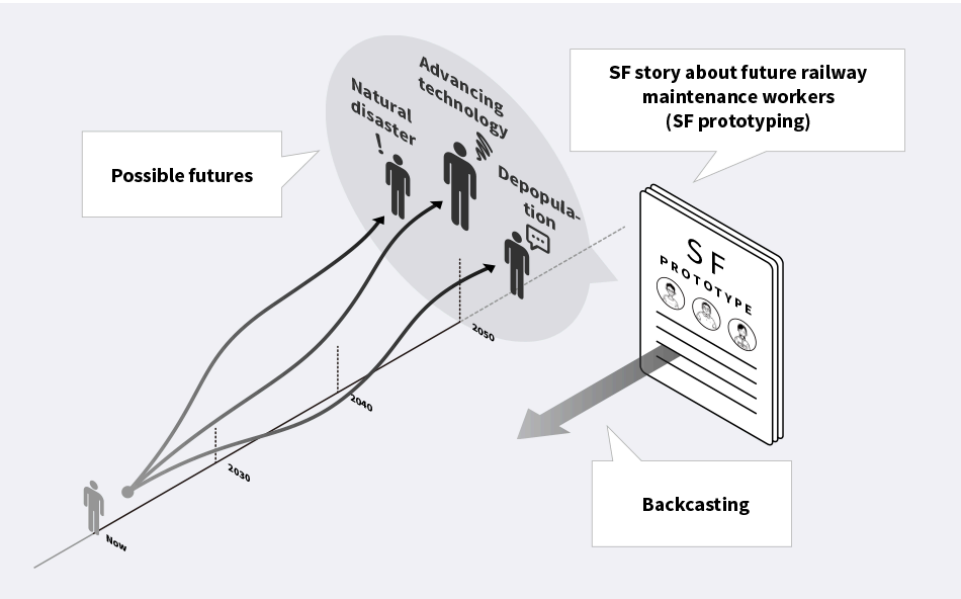 Advancing
technology
Natural
disaster
!
Depopula-
tion
Possible futures
SF story about future railway
maintenance workers
(SF prototyping)
SF
PROTOTYPE
2050
2040
2030
Now
Backcasting